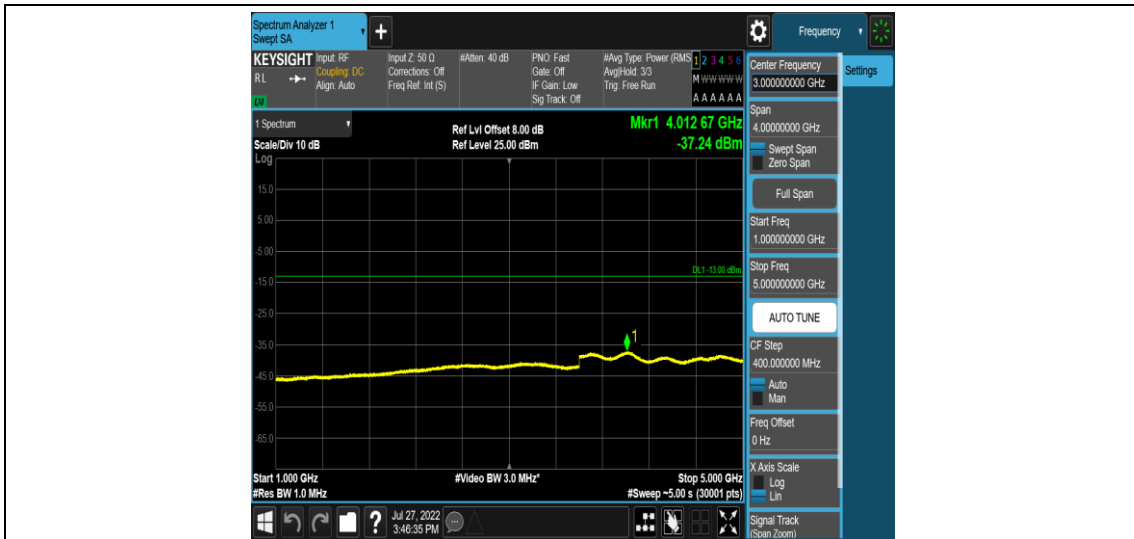 Spectrum Analyzer 1
Swept SA
+
Frequency
KEYSIGHT
RL
LM
Input: RF
Coupling: DC
Align: Auto
Input Z: 50 Ω
Corrections: Off
Freq Ref: Int (S)
#Atten: 40 dB
PNO: Fast
Gate: Off
IF Gain: Low
Sig Track: Off
#Avg Type: Power (RMS
Avg|Hold: 3/3
Trig: Free Run
1 2 3 4 5 6
M W W W W W
A A A A A A
Center Frequency
3.000000000 GHz
Settings
Span
4.00000000 GHz
Swept Span
Zero Span
Full Span
Start Freq
1.000000000 GHz
Stop Freq
5.000000000 GHz
AUTO TUNE
CF Step
400.000000 MHz
Auto
Man
Freq Offset
0 Hz
X Axis Scale
Log
Lin
Signal Track
(Span Zoom)
1 Spectrum
Scale/Div 10 dB
Log
Ref Lvl Offset 8.00 dB
Ref Level 25.00 dBm
Mkr1 4.012 67 GHz
-37.24 dBm
15.0
5.00
-5.00
DL1 -13.00 dBm
-15.0
-25.0
1
-35.0
-45.0
-55.0
-65.0
Start 1.000 GHz
#Res BW 1.0 MHz
#Video BW 3.0 MHz*
Stop 5.000 GHz
#Sweep ~5.00 s (30001 pts)
?
Jul 27, 2022
3:46:35 PM